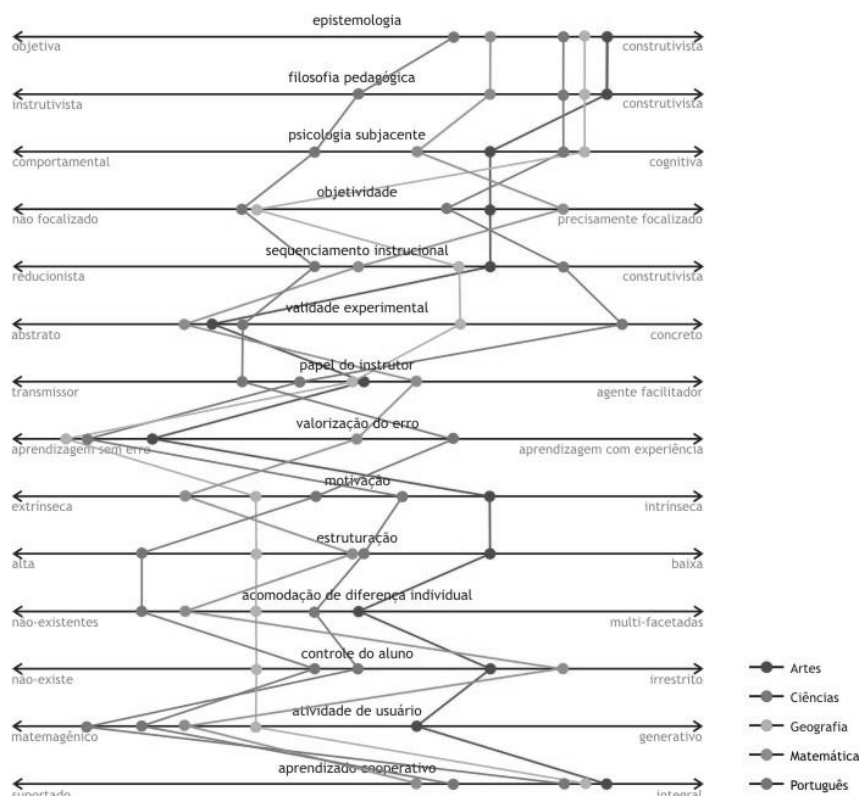 epistemologia
objetiva construtivista
filosofia pedagógica
instrutivista construtivista
psicologia subjacente
comportamental cognitiva
objetividade
não focalizado precisamente focalizado
sequenciamento instrucional
reducionista construtivista
validade experimental
abstrato concreto
papel do instrutor
transmissor agente facilitador
valorização do erro
aprendizagem sem erro aprendizagem com experiência
motivação
extrínseca intrínseca
estruturação
alta baixa
acomodação de diferença individual
não-existentes multi-facetadas
controle do aluno
não-existe irrestrito
atividade de usuário
matemagênico generativo
aprendizado cooperativo
suportado integral
Artes
Ciências
Geografia
Matemática
Português